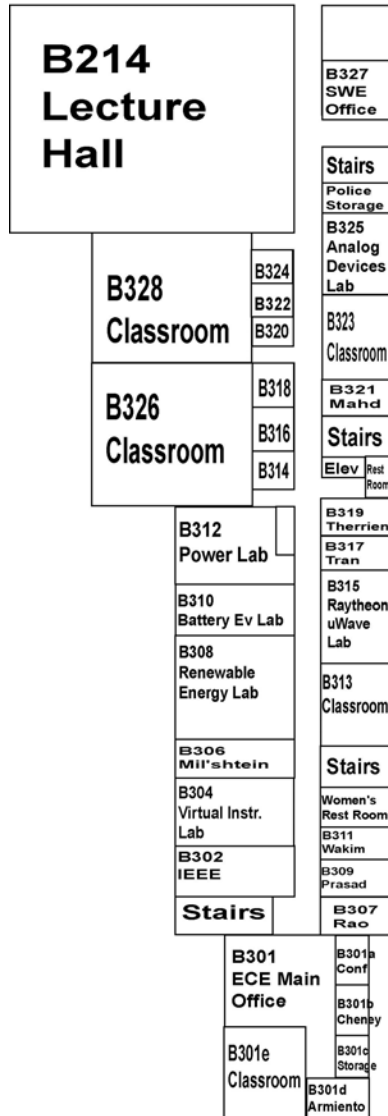 B214
Lecture
Hall
B327
SWE
Office
Stairs
Police
Storage
B325
Analog
Devices
Lab
B328
Classroom
B324
B322
B320
B323
Classroom
B326
Classroom
B318
B316
B314
B321
Mahd
Stairs
Elev
Rest
Room
B312
Power Lab
B319
Therrien
B317
Tran
B310
Battery Ev Lab
B315
Raytheon
uWave
Lab
B308
Renewable
Energy Lab
B313
Classroom
B306
Mil'shtein
Stairs
B304
Virtual Instr.
Lab
Women's
Rest Room
B311
Wakim
B302
IEEE
B309
Prasad
Stairs
B307
Rao
B301
ECE Main
Office
B301a
Conf
B301b
Cheney
B301c
Storage
B301e
Classroom
B301d
Armiento